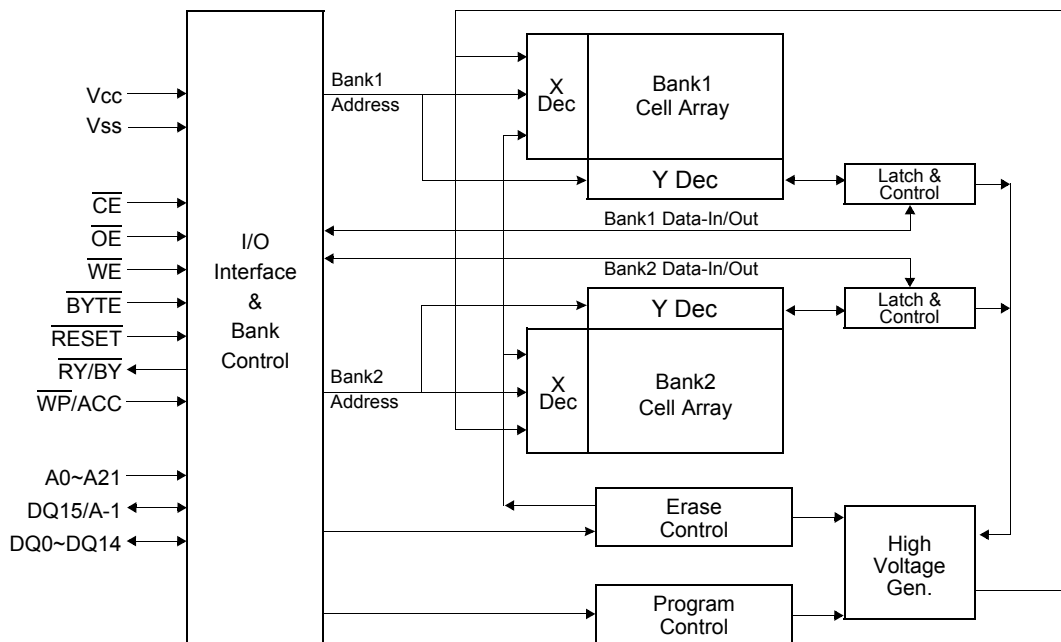 Vcc
Vss
CE
OE
WE
BYTE
RESET
RY/BY
WP/ACC
A0~A21
DQ15/A-1
DQ0~DQ14
I/O
Interface
&
Bank
Control
Bank1
Address
X
Dec
Bank1
Cell Array
Y Dec
Latch &
Control
Bank1 Data-In/Out
Bank2 Data-In/Out
Y Dec
Latch &
Control
Bank2
Address
X
Dec
Bank2
Cell Array
Erase
Control
High
Voltage
Gen.
Program
Control